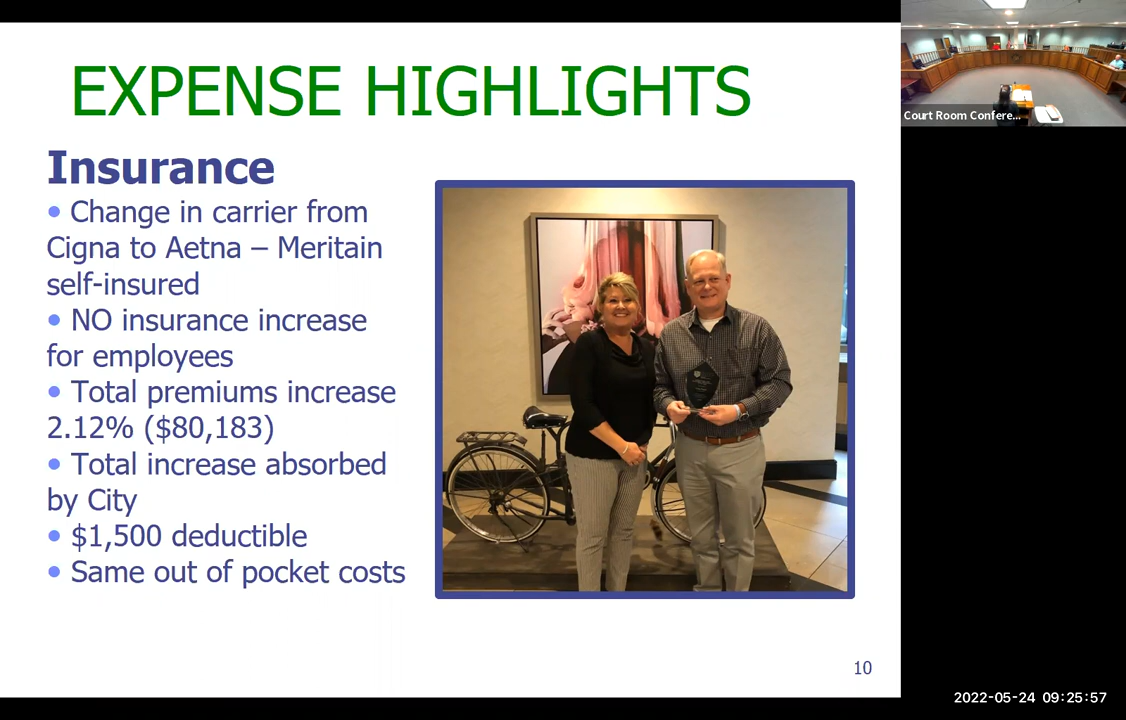 EXPENSE HIGHLIGHTS
Insurance
• Change in carrier from
Cigna to Aetna – Meritain
self-insured
• NO insurance increase
for employees
• Total premiums increase
2.12% ($80,183)
• Total increase absorbed
by City
• $1,500 deductible
• Same out of pocket costs
10
Court Room Confere...
2022-05-24 09:25:57